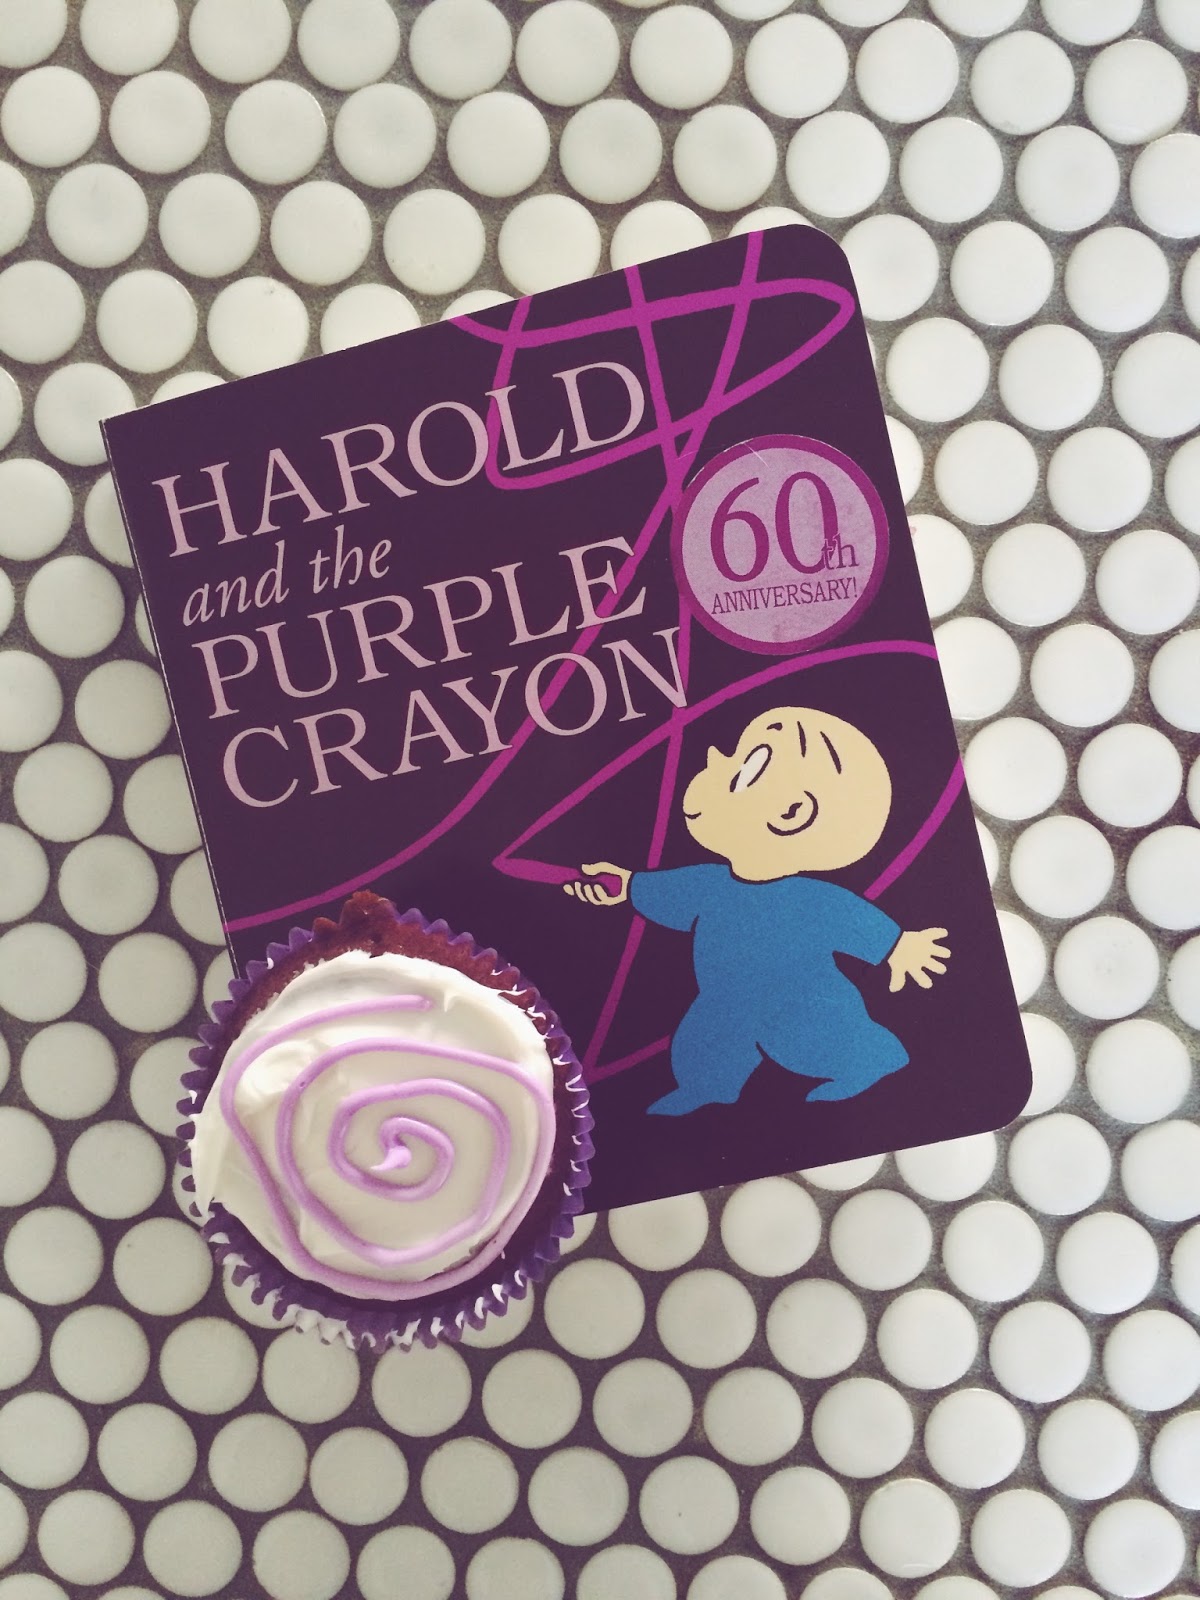 HAROLD
and the
PURPLE
CRAYON
60th
ANNIVERSARY!